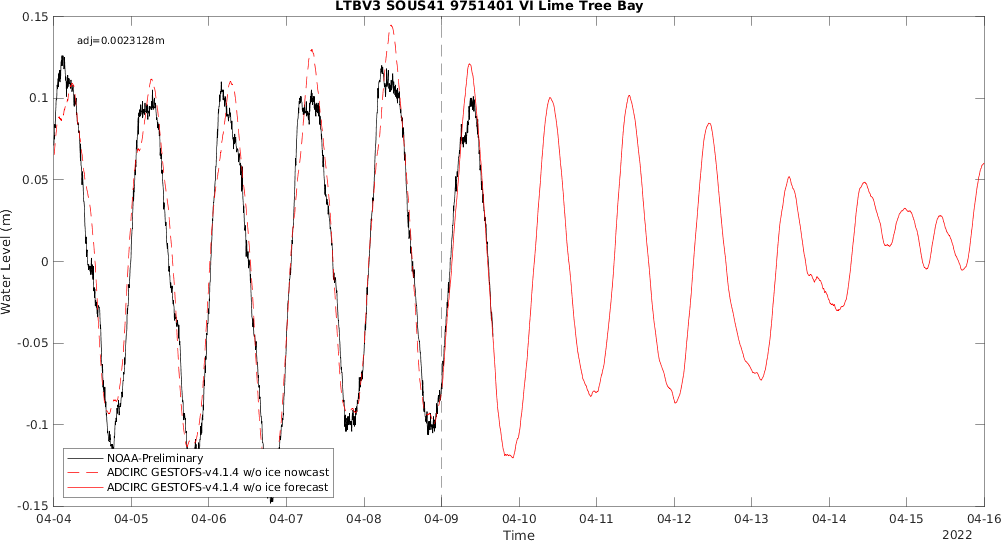 LTBV3 SOUS41 9751401 VI Lime Tree Bay
adj=0.0023128m
0.15
0.1
0.05
0
-0.05
-0.1
-0.15
Water Level (m)
NOAA-Preliminary
ADCIRC GESTOFS-v4.1.4 w/o ice nowcast
ADCIRC GESTOFS-v4.1.4 w/o ice forecast
04-04 04-05 04-06 04-07 04-08 04-09 04-10 04-11 04-12 04-13 04-14 04-15 04-16
Time
2022